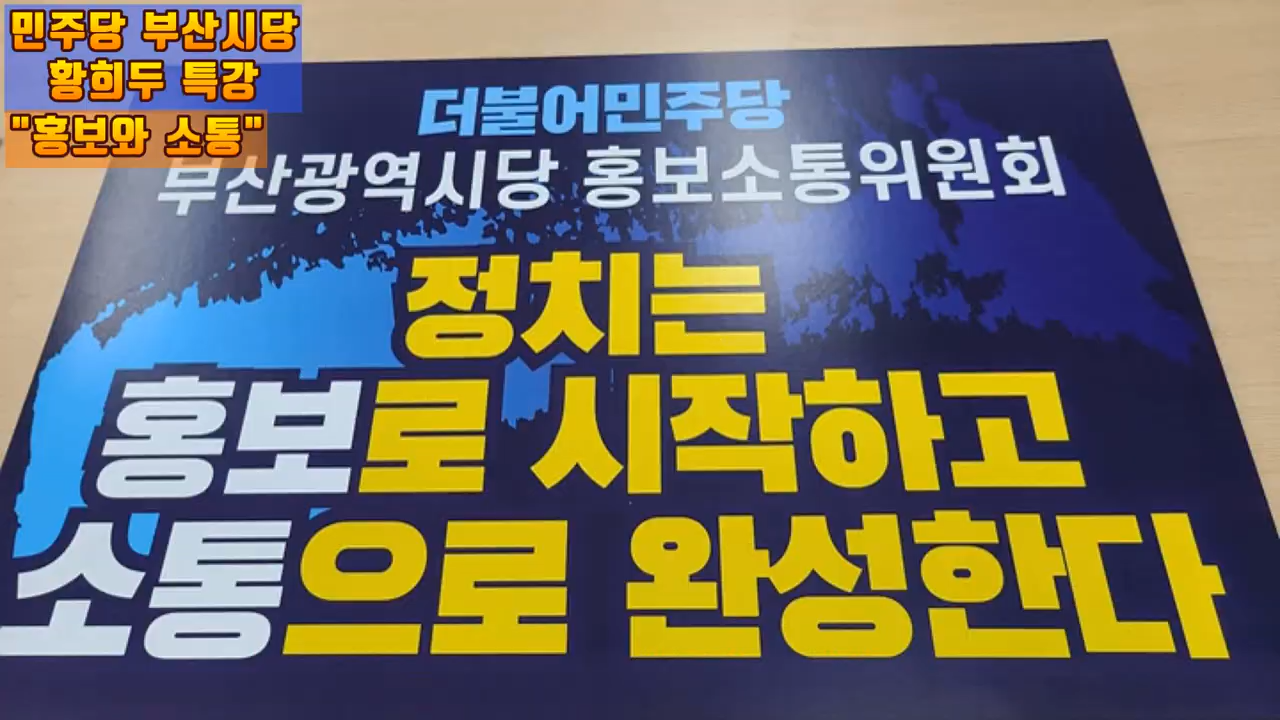 민주당 부산시당
황희두 특강
"홍보와 소통"
더불어민주당
부산광역시당 홍보소통위원회
정치는
홍보로 시작하고
소통으로 완성한다